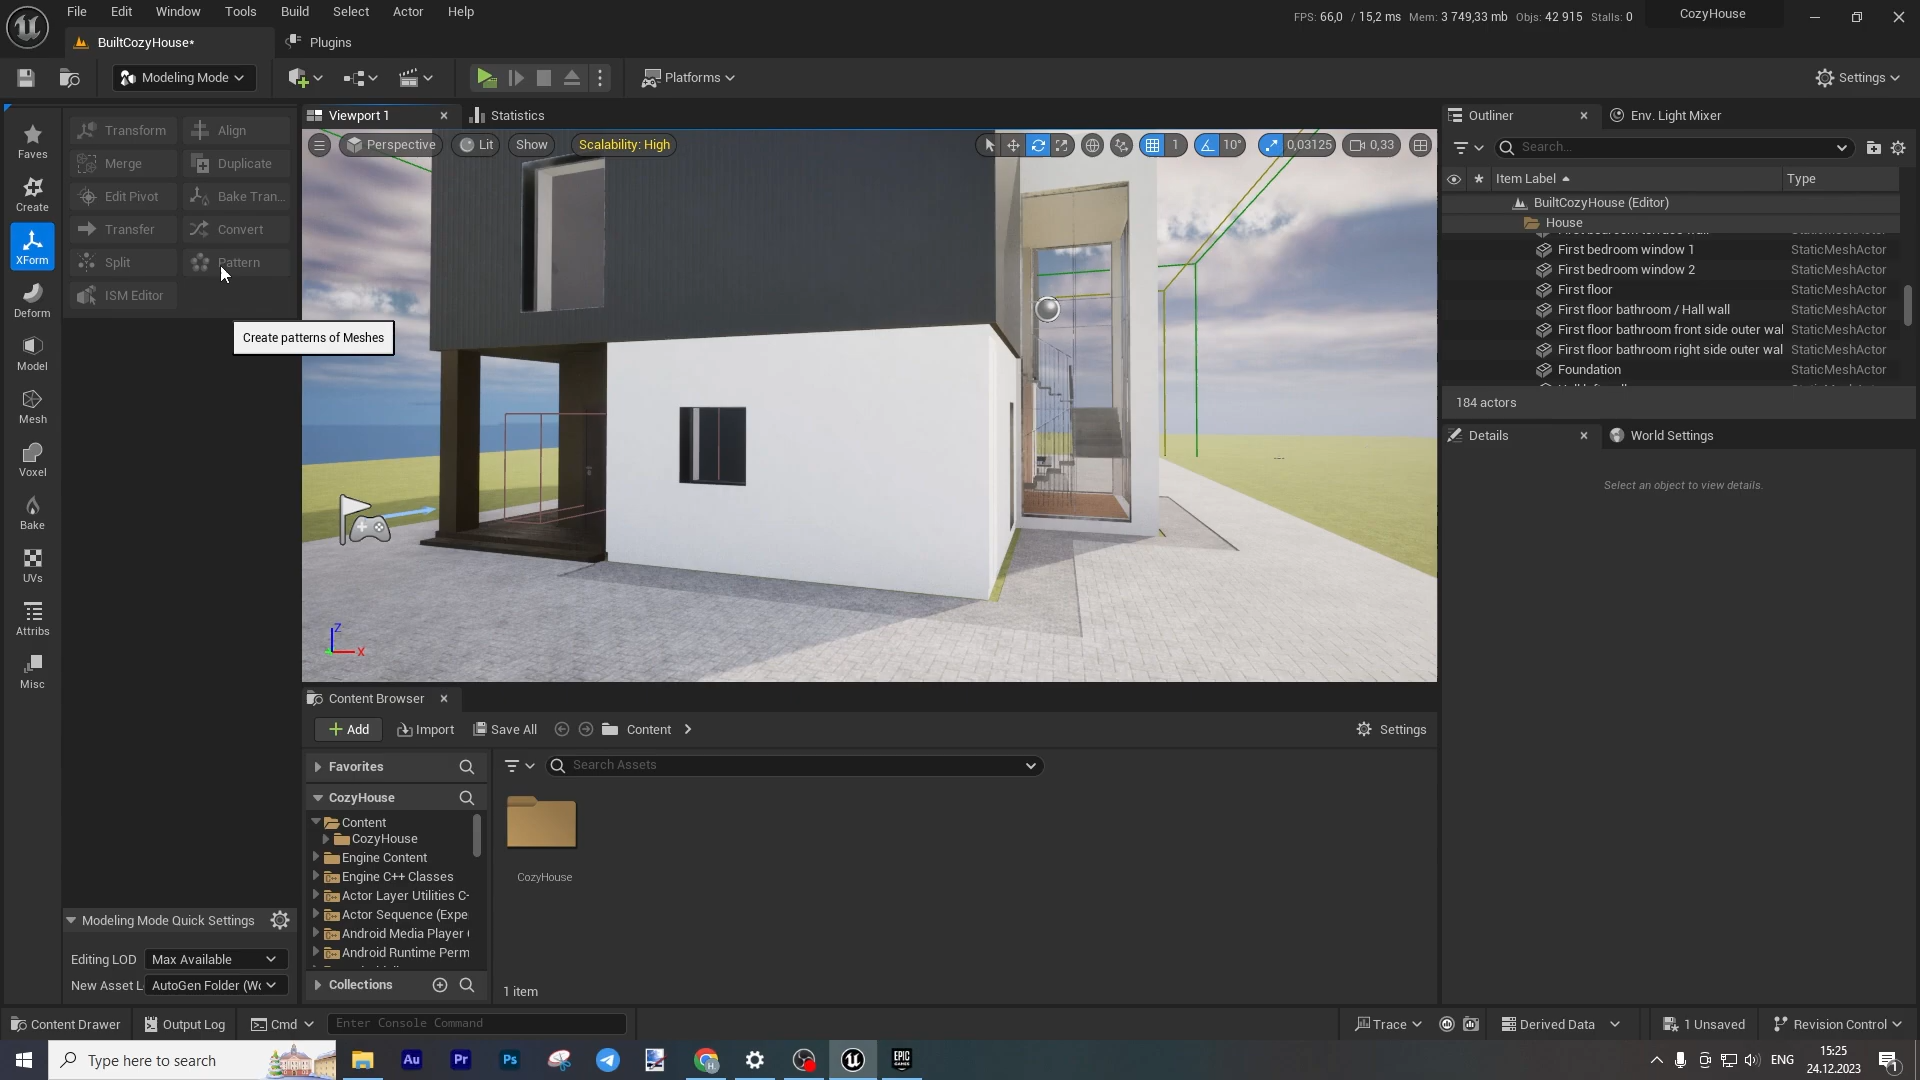 File Edit Window Tools Build Select Actor Help
FPS: 66,0 / 15,2 ms Mem: 3 749,33 mb Objs: 42 915 Stalls: 0
CozyHouse
BuiltCozyHouse*
Plugins
Modeling Mode
Platforms
Settings
Faves
Create
XForm
Deform
Model
Mesh
Voxel
Bake
UVs
Attribs
Misc
Transform Align
Merge Duplicate
Edit Pivot Bake Tran...
Transfer Convert
Split Pattern
ISM Editor
Create patterns of Meshes
Modeling Mode Quick Settings
Editing LOD Max Available
New Asset L AutoGen Folder (Wo
Viewport 1
Statistics
Perspective Lit Show Scalability: High
1 10° 0,03125 0,33
Z
X
Content Browser
Add Import Save All Content Settings
Favorites
CozyHouse
Content
CozyHouse
Engine Content
Engine C++ Classes
Actor Layer Utilities C-
Actor Sequence (Expe
Android Media Player
Android Runtime Perm
Collections
Search Assets
CozyHouse
1 item
Outliner
Env. Light Mixer
Search...
Item Label Type
BuiltCozyHouse (Editor)
House
First bedroom window 1 StaticMeshActor
First bedroom window 2 StaticMeshActor
First floor StaticMeshActor
First floor bathroom / Hall wall StaticMeshActor
First floor bathroom front side outer wal StaticMeshActor
First floor bathroom right side outer wal StaticMeshActor
Foundation StaticMeshActor
184 actors
Details
World Settings
Select an object to view details.
Content Drawer Output Log Cmd Enter Console Command
Trace Derived Data 1 Unsaved Revision Control
Type here to search
Au Pr Ps
EPIC GAMES
ENG
15:25
24.12.2023
1